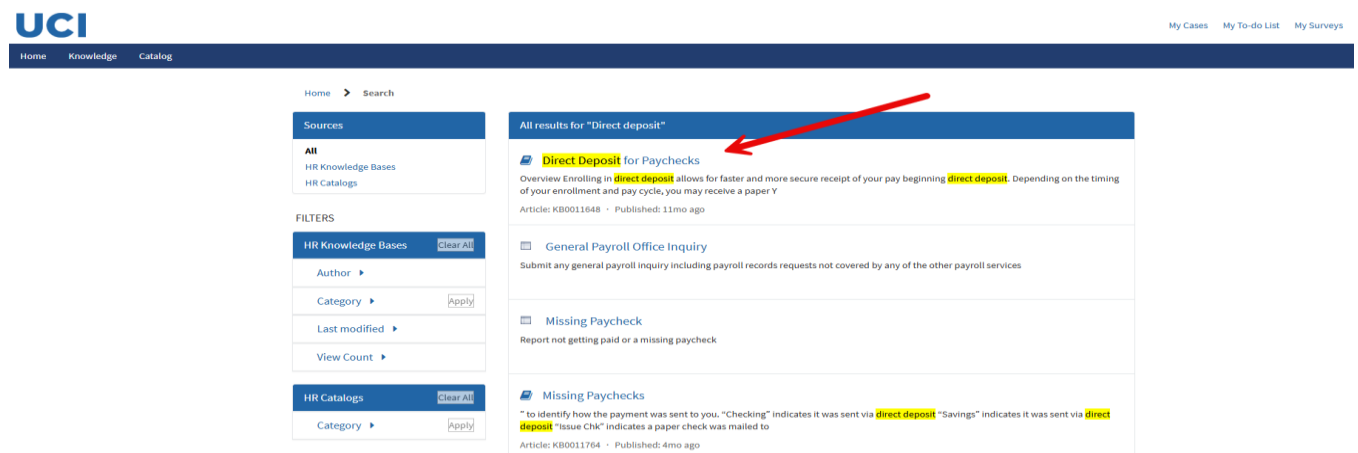 UCI
My Cases My To-do List My Surveys
Home Knowledge Catalog
Home > Search
Sources
All
HR Knowledge Bases
HR Catalogs
FILTERS
HR Knowledge Bases Clear All
Author
Category Apply
Last modified
View Count
HR Catalogs Clear All
Category Apply
All results for "Direct deposit"
Direct Deposit for Paychecks
Overview Enrolling in direct deposit allows for faster and more secure receipt of your pay beginning direct deposit. Depending on the timing
of your enrollment and pay cycle, you may receive a paper Y
Article: KB0011648 · Published: 11mo ago
General Payroll Office Inquiry
Submit any general payroll inquiry including payroll records requests not covered by any of the other payroll services
Missing Paycheck
Report not getting paid or a missing paycheck
Missing Paychecks
” to identify how the payment was sent to you. “Checking” indicates it was sent via direct deposit “Savings” indicates it was sent via direct
deposit “Issue Chk” indicates a paper check was mailed to
Article: KB0011764 · Published: 4mo ago